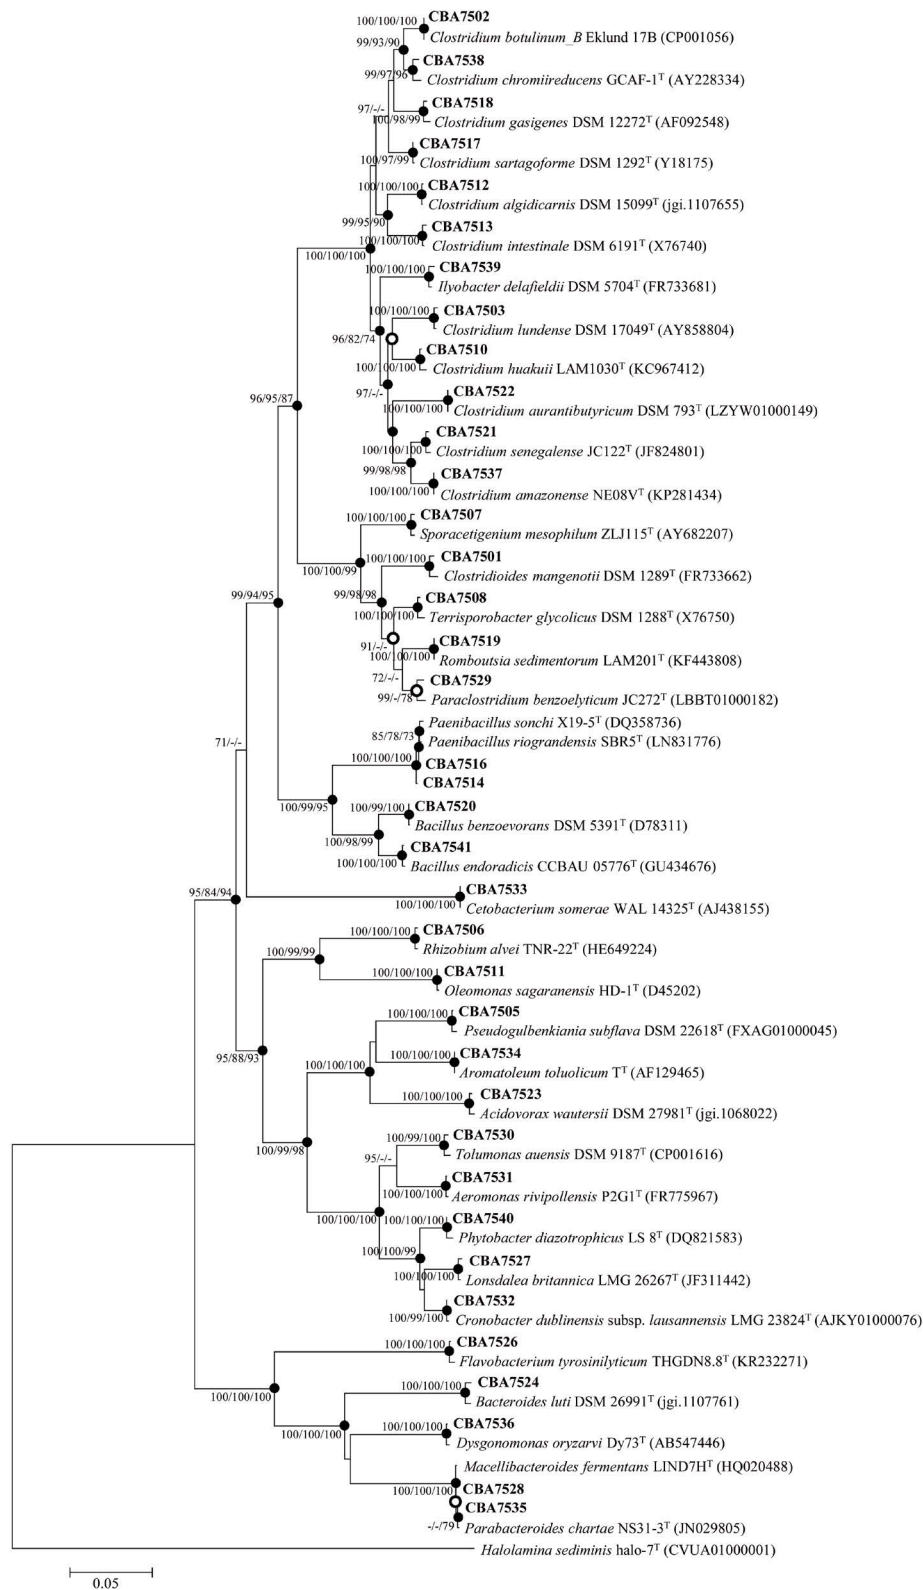 100/100/100 CBA7502
Clostridium botulinum_B Eklund 17B (CP001056)
99/93/90
CBA7538
99/97/96
Clostridium chromiireducens GCAF-1ᵀ (AY228334)
CBA7518
97/-/-
100/98/99
Clostridium gasigenes DSM 12272ᵀ (AF092548)
CBA7517
100/97/99
Clostridium sartagoforme DSM 1292ᵀ (Y18175)
100/100/100 CBA7512
Clostridium algidicarnis DSM 15099ᵀ (jgi.1107655)
99/95/90
CBA7513
100/100/100
Clostridium intestinale DSM 6191ᵀ (X76740)
100/100/100
100/100/100 CBA7539
Ilyobacter delafieldii DSM 5704ᵀ (FR733681)
100/100/100 CBA7503
Clostridium lundense DSM 17049ᵀ (AY858804)
96/82/74
CBA7510
100/100/100
Clostridium huakuii LAM1030ᵀ (KC967412)
97/-/-
CBA7522
96/95/87
100/100/100
Clostridium aurantibutyricum DSM 793ᵀ (LZYW01000149)
CBA7521
100/100/100
Clostridium senegalense JC122ᵀ (JF824801)
99/98/98
CBA7537
100/100/100
Clostridium amazonense NE08Vᵀ (KP281434)
100/100/100 CBA7507
Sporacetigenium mesophilum ZLJ115ᵀ (AY682207)
100/100/99
100/100/100 CBA7501
Clostridioides mangenotii DSM 1289ᵀ (FR733662)
99/94/95
99/98/98
CBA7508
100/100/100
Terrisporobacter glycolicus DSM 1288ᵀ (X76750)
91/-/-
CBA7519
100/100/100
Romboutsia sedimentorum LAM201ᵀ (KF443808)
72/-/-
CBA7529
99/-/78
Paraclostridium benzoelyticum JC272ᵀ (LBBT01000182)
Paenibacillus sonchi X19-5ᵀ (DQ358736)
85/78/73
Paenibacillus riograndensis SBR5ᵀ (LN831776)
71/-/-
100/100/100 CBA7516
CBA7514
100/99/95
100/99/100 CBA7520
Bacillus benzoevorans DSM 5391ᵀ (D78311)
100/98/99
CBA7541
100/100/100
Bacillus endoradicis CCBAU 05776ᵀ (GU434676)
95/84/94
CBA7533
100/100/100
Cetobacterium somerae WAL 14325ᵀ (AJ438155)
100/100/100 CBA7506
Rhizobium alvei TNR-22ᵀ (HE649224)
100/99/99
100/100/100 CBA7511
Oleomonas sagaranensis HD-1ᵀ (D45202)
100/100/100 CBA7505
Pseudogulbenkiania subflava DSM 22618ᵀ (FXAG01000045)
95/88/93
100/100/100 CBA7534
100/100/100
Aromatoleum toluolicum Tᵀ (AF129465)
100/100/100 CBA7523
Acidovorax wautersii DSM 27981ᵀ (jgi.1068022)
100/99/100 CBA7530
100/99/98
Tolumonas auensis DSM 9187ᵀ (CP001616)
95/-/-
CBA7531
100/100/100
Aeromonas rivipollensis P2G1ᵀ (FR775967)
100/100/100
100/100/100 CBA7540
Phytobacter diazotrophicus LS 8ᵀ (DQ821583)
100/100/99
CBA7527
100/100/100
Lonsdalea britannica LMG 26267ᵀ (JF311442)
CBA7532
100/99/100
Cronobacter dublinensis subsp. lausannensis LMG 23824ᵀ (AJKY01000076)
100/100/100 CBA7526
Flavobacterium tyrosinilyticum THGDN8.8ᵀ (KR232271)
100/100/100
100/100/100 CBA7524
Bacteroides luti DSM 26991ᵀ (jgi.1107761)
100/100/100
100/100/100 CBA7536
Dysgonomonas oryzarvi Dy73ᵀ (AB547446)
Macellibacteroides fermentans LIND7Hᵀ (HQ020488)
100/100/100 CBA7528
CBA7535
-/-/79
Parabacteroides chartae NS31-3ᵀ (JN029805)
Halolamina sediminis halo-7ᵀ (CVUA01000001)
0.05